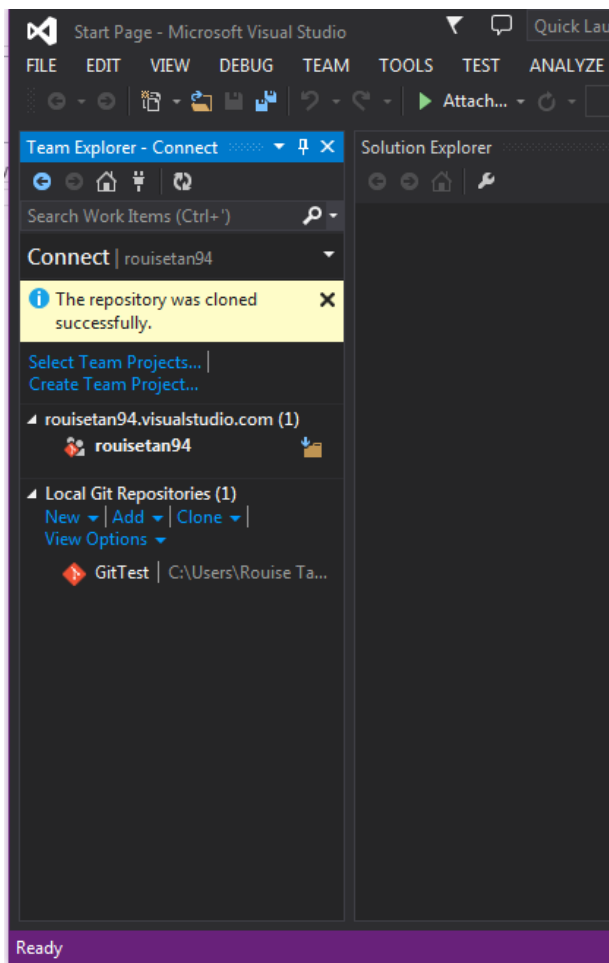 Start Page - Microsoft Visual Studio
Quick Lau
FILE EDIT VIEW DEBUG TEAM TOOLS TEST ANALYZE
Attach...
Team Explorer - Connect
Solution Explorer
Search Work Items (Ctrl+')
Connect | rouisetan94
The repository was cloned
successfully.
Select Team Projects... |
Create Team Project...
rouisetan94.visualstudio.com (1)
rouisetan94
Local Git Repositories (1)
New | Add | Clone |
View Options
GitTest | C:\Users\Rouise Ta...
Ready